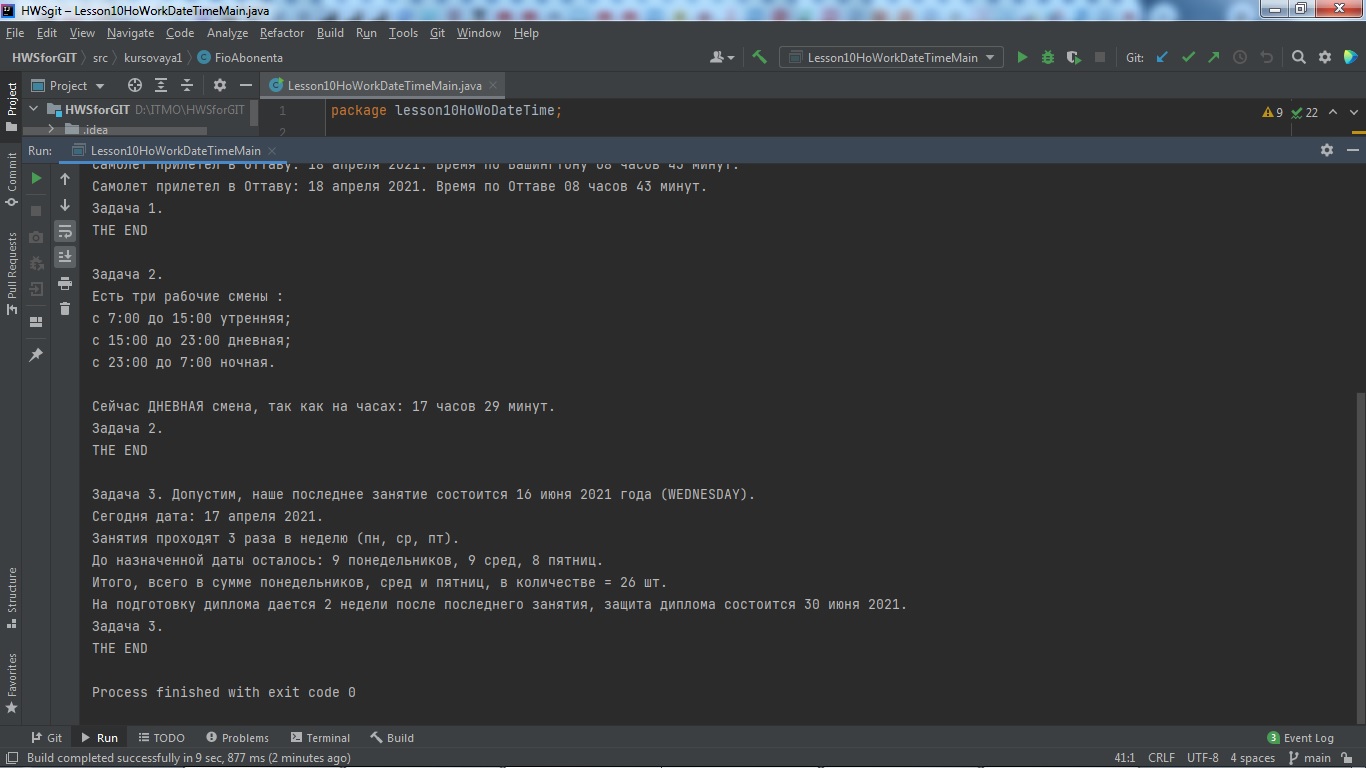 HWSgit – Lesson10HoWorkDateTimeMain.java
File Edit View Navigate Code Analyze Refactor Build Run Tools Git Window Help
HWSforGIT src kursovaya1 FioAbonenta Lesson10HoWorkDateTimeMain Git:
Project Lesson10HoWorkDateTimeMain.java
HWSforGIT D:\ITMO\HWSforGIT 1 package lesson10HoWoDateTime; 9 22
.idea 2
Run: Lesson10HoWorkDateTimeMain
Самолет прилетел в Оттаву: 18 апреля 2021. Время по Вашингтону 08 часов 43 минут.
Самолет прилетел в Оттаву: 18 апреля 2021. Время по Оттаве 08 часов 43 минут.
Задача 1.
THE END
Задача 2.
Есть три рабочие смены :
с 7:00 до 15:00 утренняя;
с 15:00 до 23:00 дневная;
с 23:00 до 7:00 ночная.
Сейчас ДНЕВНАЯ смена, так как на часах: 17 часов 29 минут.
Задача 2.
THE END
Задача 3. Допустим, наше последнее занятие состоится 16 июня 2021 года (WEDNESDAY).
Сегодня дата: 17 апреля 2021.
Занятия проходят 3 раза в неделю (пн, ср, пт).
До назначенной даты осталось: 9 понедельников, 9 сред, 8 пятниц.
Итого, всего в сумме понедельников, сред и пятниц, в количестве = 26 шт.
На подготовку диплома дается 2 недели после последнего занятия, защита диплома состоится 30 июня 2021.
Задача 3.
THE END
Process finished with exit code 0
Project
Commit
Pull Requests
Structure
Favorites
Git Run TODO Problems Terminal Build 3 Event Log
Build completed successfully in 9 sec, 877 ms (2 minutes ago) 41:1 CRLF UTF-8 4 spaces main